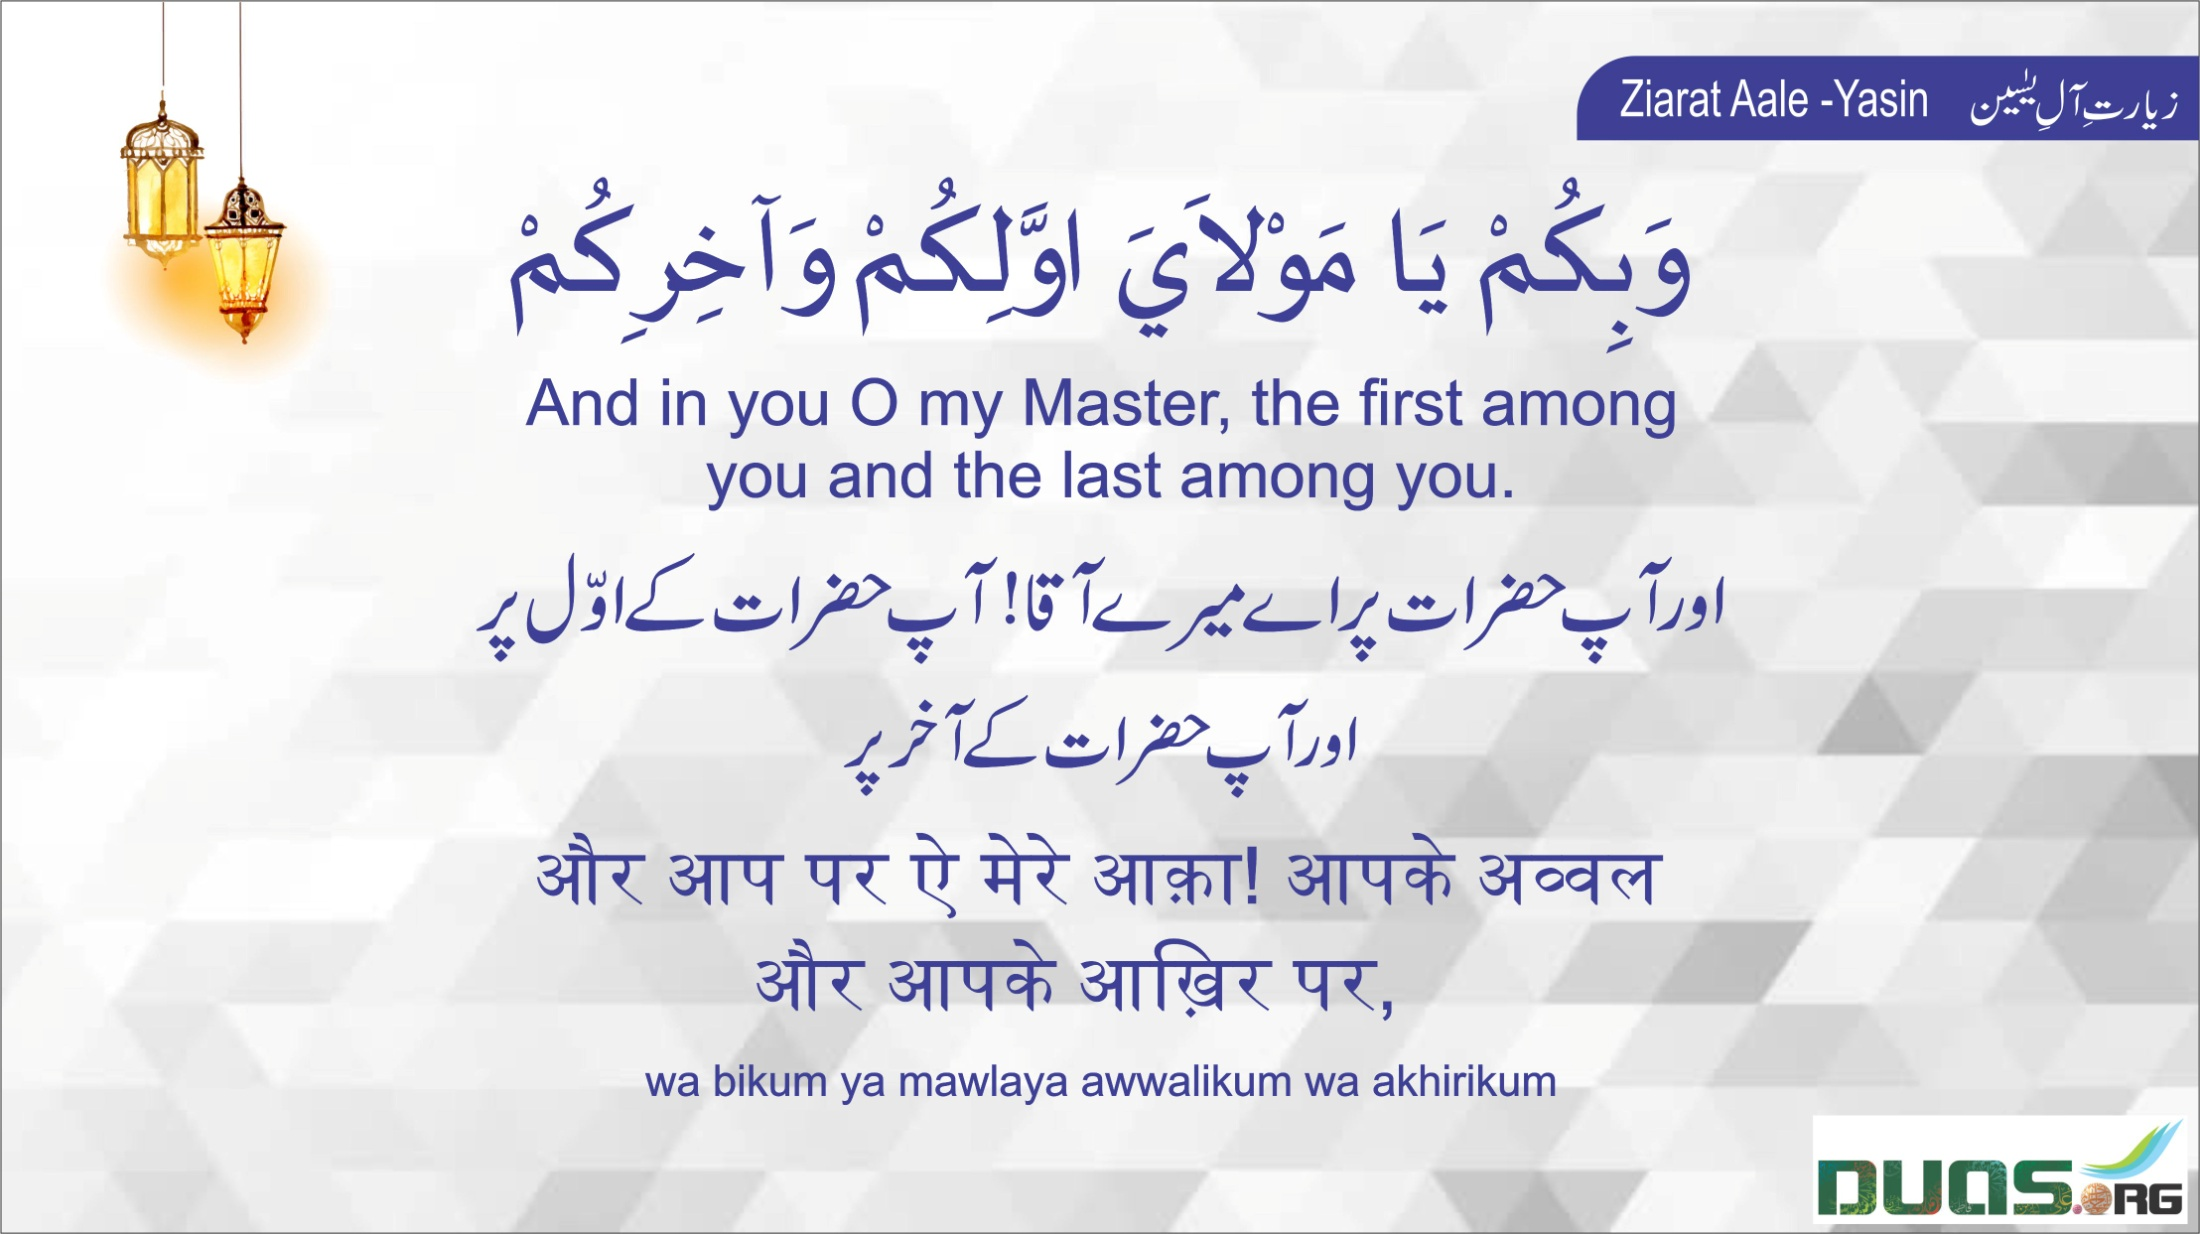 Ziarat Aale -Yasin زیارتِ آلِ یٰسین
وَبِكُمْ يَا مَوْلاَيَ اوَّلِكُمْ وَآخِرِكُمْ
And in you O my Master, the first among
you and the last among you.
اور آپ حضرات پر اے میرے آقا! آپ حضرات کے اوّل پر
اور آپ حضرات کے آخر پر
और आप पर ऐ मेरे आक़ा! आपके अव्वल
और आपके आख़िर पर,
wa bikum ya mawlaya awwalikum wa akhirikum
DUAS.ORG